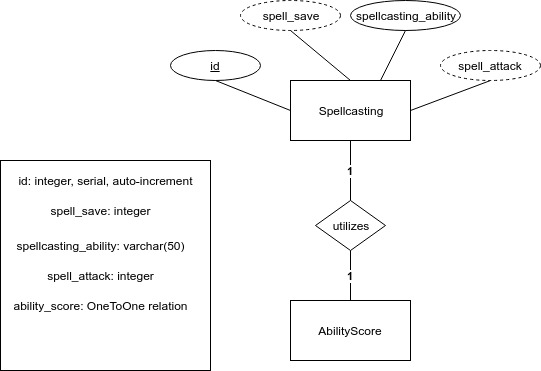 spell_save
spellcasting_ability
id
spell_attack
Spellcasting
1
utilizes
1
AbilityScore
id: integer, serial, auto-increment
spell_save: integer
spellcasting_ability: varchar(50)
spell_attack: integer
ability_score: OneToOne relation